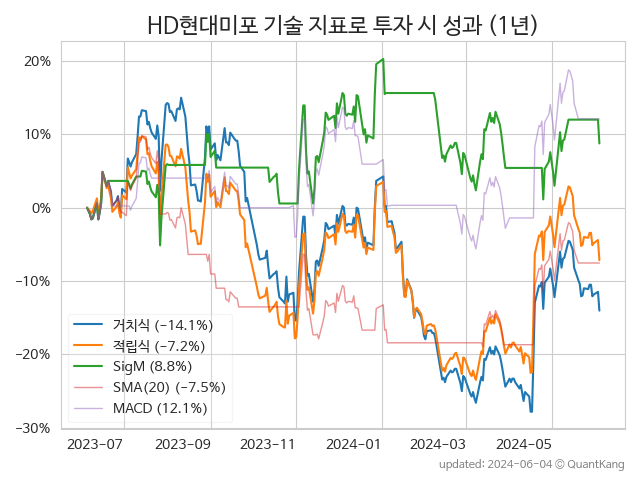 HD현대미포 기술 지표로 투자 시 성과 (1년)
20%
10%
0%
−10%
−20%
−30%
거치식 (−14.1%)
적립식 (−7.2%)
SigM (8.8%)
SMA(20) (−7.5%)
MACD (12.1%)
2023-07
2023-09
2023-11
2024-01
2024-03
2024-05
updated: 2024-06-04 © QuantKang